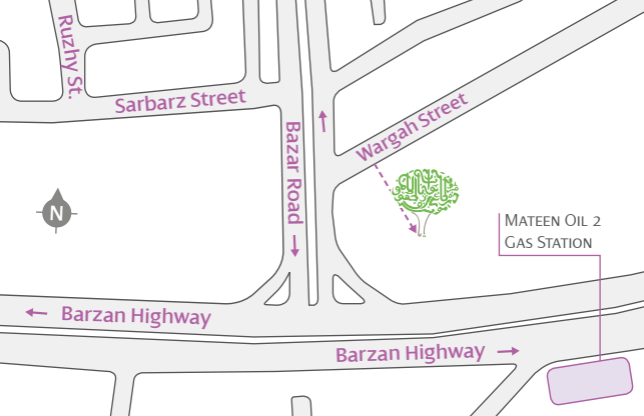 Ruzhy St.
Sarbarz Street
Bazar Road
Wargah Street
N
MATEEN OIL 2
GAS STATION
Barzan Highway
Barzan Highway